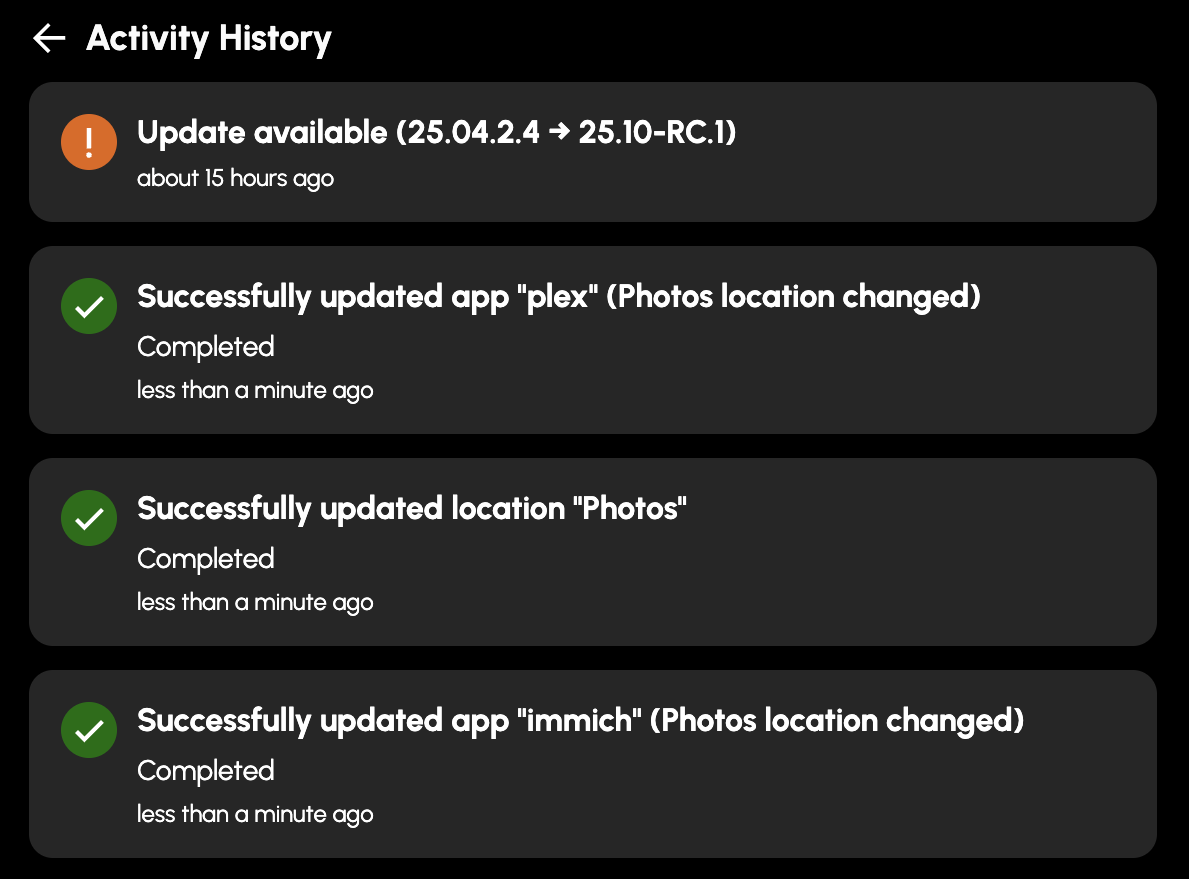 Activity History
Update available (25.04.2.4 → 25.10-RC.1)
about 15 hours ago
Successfully updated app "plex" (Photos location changed)
Completed
less than a minute ago
Successfully updated location "Photos"
Completed
less than a minute ago
Successfully updated app "immich" (Photos location changed)
Completed
less than a minute ago